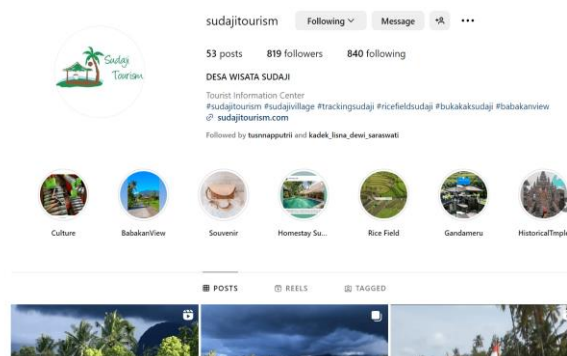 sudajitourism Following Message
Sudaji
Tourism
53 posts 819 followers 840 following
DESA WISATA SUDAJI
Tourist Information Center
#sudajitourism #sudajivillage #trackingsudaji #ricefieldsudaji #bukakaksudaji #babakanview
sudajitourism.com
Followed by tusnnapputrii and kadek_lisna_dewi_saraswati
Culture BabakanView Souvenir Homestay Su... Rice Field Gandameru HistoricalTmple
POSTS REELS TAGGED